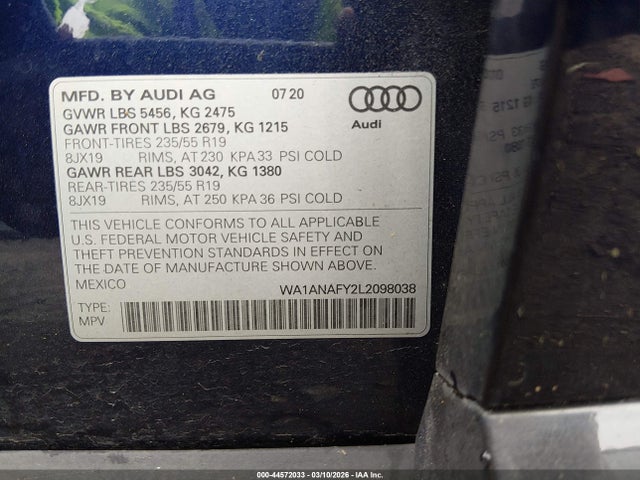 MFD. BY AUDI AG 07 20
GVWR LBS 5456, KG 2475
GAWR FRONT LBS 2679, KG 1215
FRONT-TIRES 235/55 R19
8JX19 RIMS, AT 230 KPA 33 PSI COLD
GAWR REAR LBS 3042, KG 1380
REAR-TIRES 235/55 R19
8JX19 RIMS, AT 250 KPA 36 PSI COLD
Audi
THIS VEHICLE CONFORMS TO ALL APPLICABLE
U.S. FEDERAL MOTOR VEHICLE SAFETY AND
THEFT PREVENTION STANDARDS IN EFFECT ON
THE DATE OF MANUFACTURE SHOWN ABOVE.
MEXICO WA1ANAFY2L2098038
TYPE:
MPV
000-44572033 — 03/10/2026 — IAA Inc.